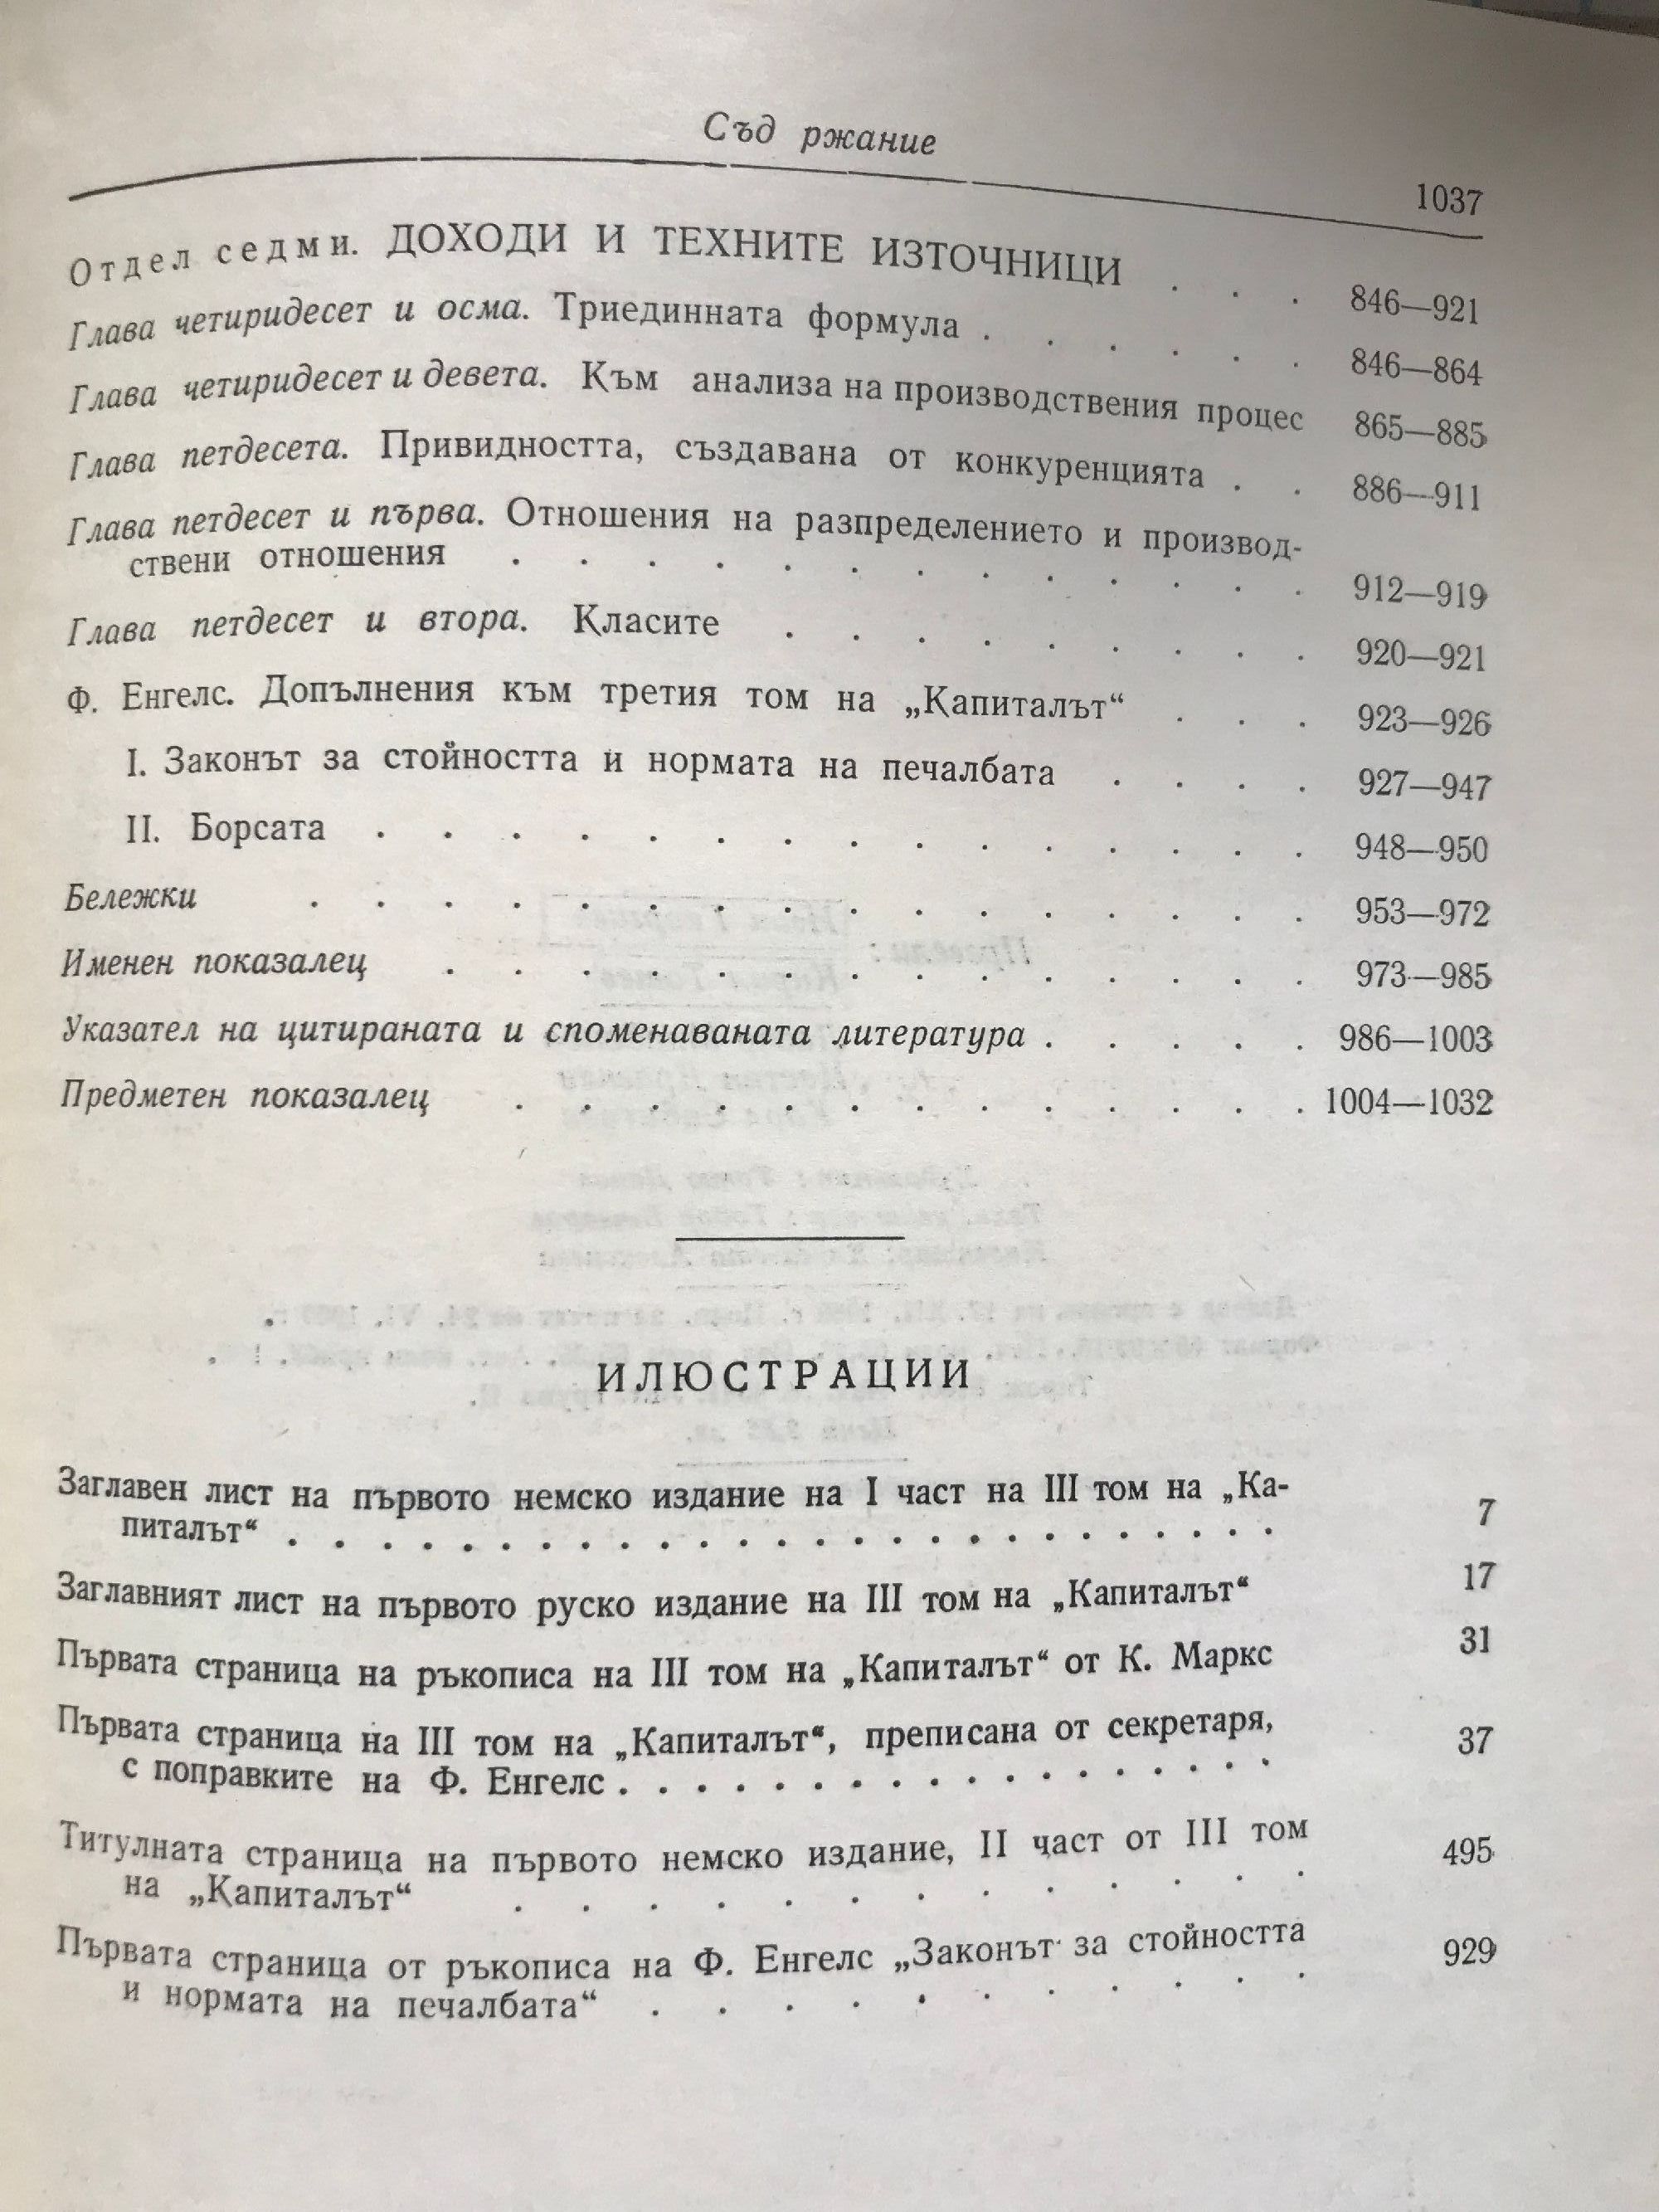 Съд ржание
1037
Отдел седми. ДОХОДИ И ТЕХНИТЕ ИЗТОЧНИЦИ . . . 846—921
Глава четиридесет и осма. Триединната формула . . . . . . 846—864
Глава четиридесет и девета. Към анализа на производствения процес 865—885
Глава петдесета. Привидността, създавана от конкуренцията . . 886—911
Глава петдесет и първа. Отношения на разпределението и производ-
ствени отношения . . . . . . . . . . . . . 912—919
Глава петдесет и втора. Класите . . . . . . . . . 920—921
Ф. Енгелс. Допълнения към третия том на „Капиталът“ . . . 923—926
I. Законът за стойността и нормата на печалбата . . . . 927—947
II. Борсата . . . . . . . . . . . . . . . 948—950
Бележки . . . . . . . . . . . . . . . . 953—972
Именен показалец . . . . . . . . . . . . . . 973—985
Указател на цитираната и споменаваната литература . . . . . 986—1003
Предметен показалец . . . . . . . . . . . . . 1004—1032
ИЛЮСТРАЦИИ
Заглавен лист на първото немско издание на I част на III том на „Ка-
питалът“ . . . . . . . . . . . . . . . . . . . . . . 7
Заглавният лист на първото руско издание на III том на „Капиталът“ 17
Първата страница на ръкописа на III том на „Капиталът“ от К. Маркс 31
Първата страница на III том на „Капиталът“, преписана от секретаря,
с поправките на Ф. Енгелс . . . . . . . . . . . . . . . . . 37
Титулната страница на първото немско издание, II част от III том
на „Капиталът“ . . . . . . . . . . . . . 495
Първата страница от ръкописа на Ф. Енгелс „Законът за стойността
и нормата на печалбата“ . . . . . . . . . . . 929